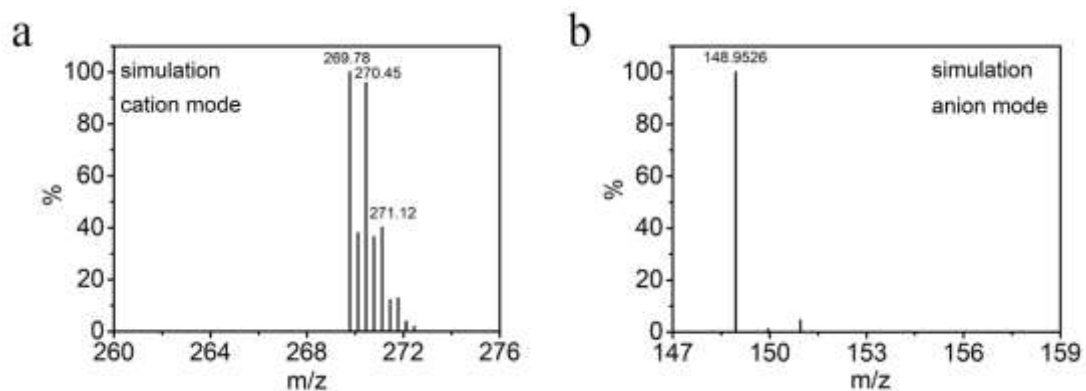 a
269.78
simulation
270.45
cation mode
271.12
100
80
60
40
20
0
%
260 264 268 272 276
m/z
b
148.9526
simulation
anion mode
100
80
60
40
20
0
%
147 150 153 156 159
m/z